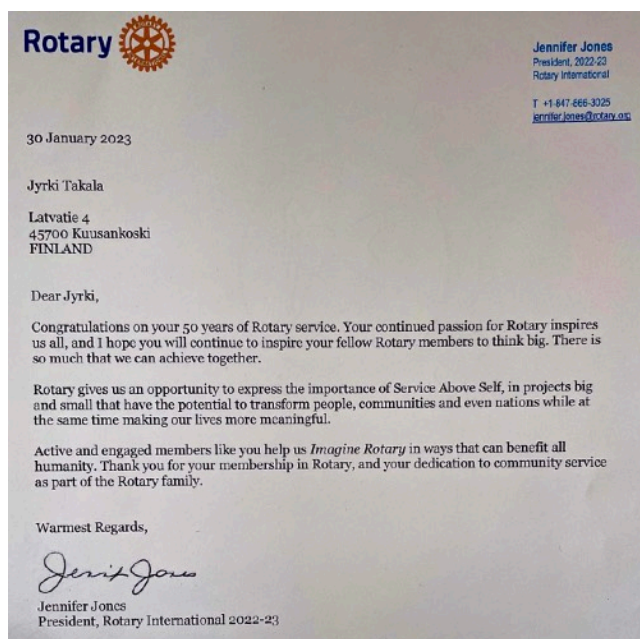 Rotary
Jennifer Jones
President, 2022-23
Rotary International
T +1-847-866-3025
jennifer.jones@rotary.org
30 January 2023
Jyrki Takala
Latvatie 4
45700 Kuusankoski
FINLAND
Dear Jyrki,
Congratulations on your 50 years of Rotary service. Your continued passion for Rotary inspires
us all, and I hope you will continue to inspire your fellow Rotary members to think big. There is
so much that we can achieve together.
Rotary gives us an opportunity to express the importance of Service Above Self, in projects big
and small that have the potential to transform people, communities and even nations while at
the same time making our lives more meaningful.
Active and engaged members like you help us Imagine Rotary in ways that can benefit all
humanity. Thank you for your membership in Rotary, and your dedication to community service
as part of the Rotary family.
Warmest Regards,
Jennifer Jones
President, Rotary International 2022-23